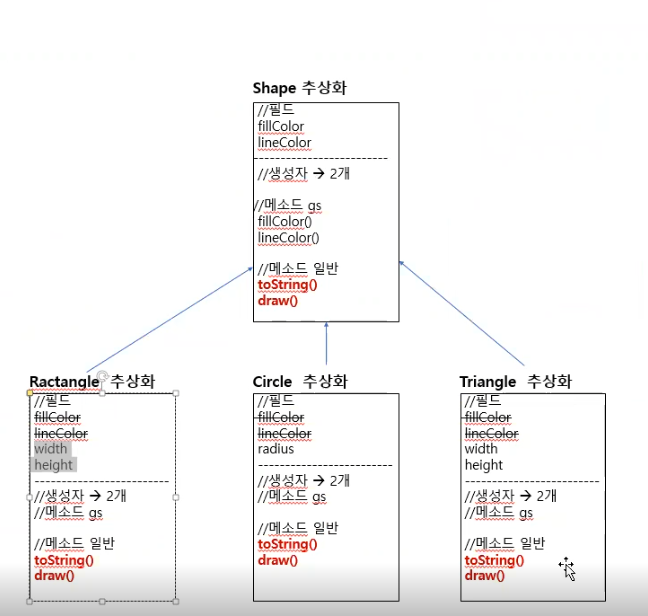 Shape 추상화
//필드
fillColor
lineColor
-------------------------
//생성자 → 2개
//메소드 gs
fillColor()
lineColor()
//메소드 일반
toString()
draw()
Ractangle 추상화
//필드
fillColor
lineColor
width
height
-------------------------
//생성자 → 2개
//메소드 gs
//메소드 일반
toString()
draw()
Circle 추상화
//필드
fillColor
lineColor
radius
-------------------------
//생성자 → 2개
//메소드 gs
//메소드 일반
toString()
draw()
Triangle 추상화
//필드
fillColor
lineColor
width
height
-------------------------
//생성자 → 2개
//메소드 gs
//메소드 일반
toString()
draw()